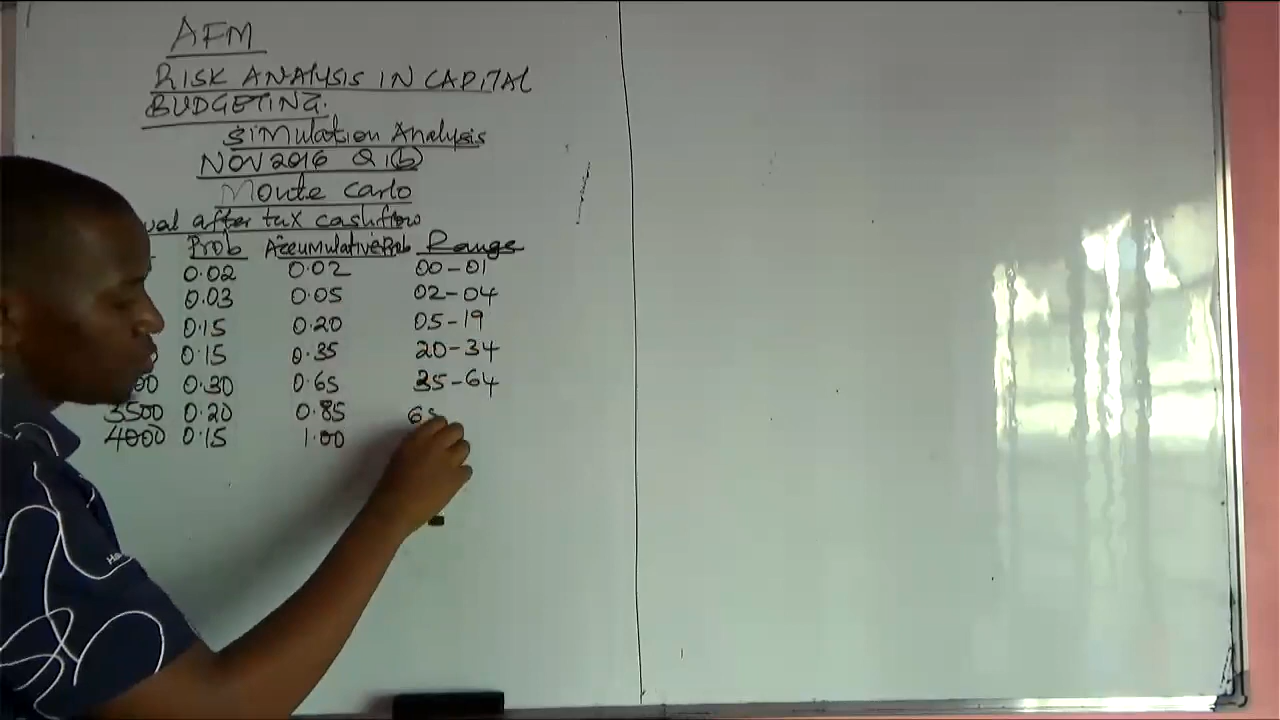 AFM
RISK ANALYSIS IN CAPITAL
BUDGETING.
SIMulation Analysis
NOV 2016 Q1(b)
Monte Carlo
ual after tax cashflow
Prob Accumulative Prob Range
0.02 0.02 00-01
0.03 0.05 02-04
0.15 0.20 05-19
0.15 0.35 20-34
00 0.30 0.65 35-64
3500 0.20 0.85 65
4000 0.15 1.00